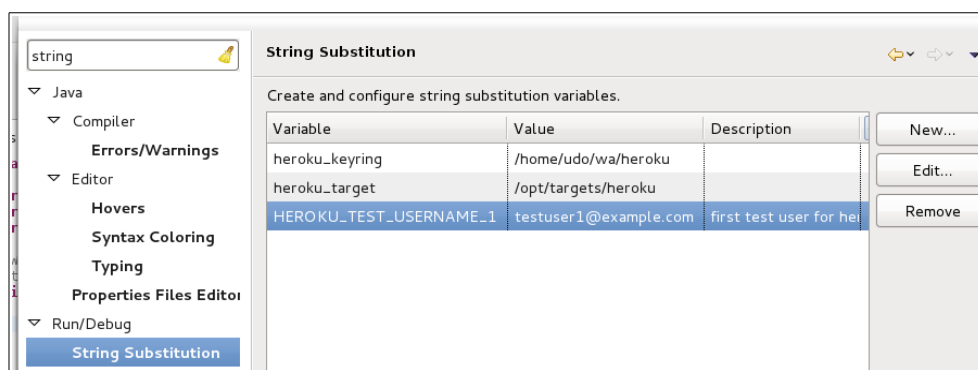 string
Java
Compiler
Errors/Warnings
Editor
Hovers
Syntax Coloring
Typing
Properties Files Editor
Run/Debug
String Substitution
String Substitution
Create and configure string substitution variables.
Variable Value Description
heroku_keyring /home/udo/wa/heroku
heroku_target /opt/targets/heroku
HEROKU_TEST_USERNAME_1 testuser1@example.com first test user for her
New...
Edit...
Remove